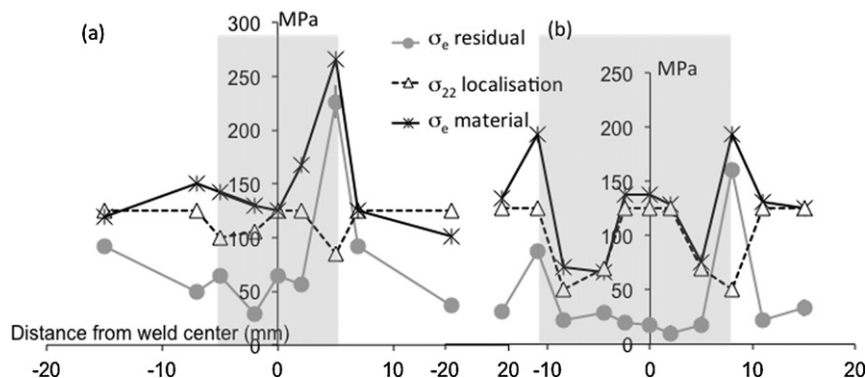 (a)
MPa
300
250
200
150
100
50
0
σe residual
σ22 localisation
σe material
(b)
MPa
250
200
150
100
50
0
Distance from weld center (mm)
-20 -10 0 10 -20 20 -10 0 10 20